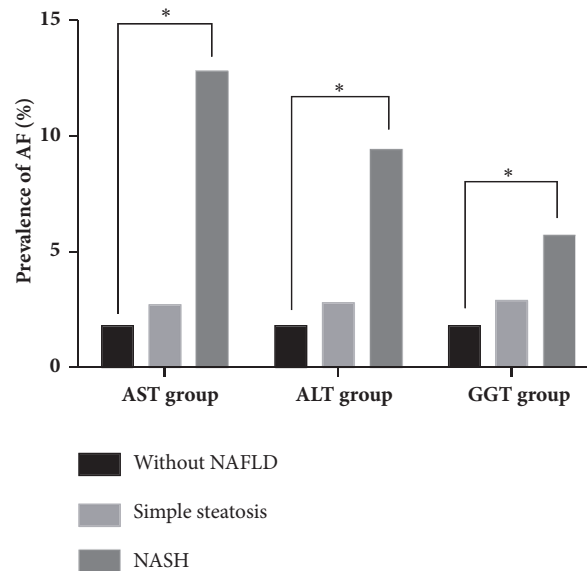 15
10
5
0
Prevalence of AF (%)
*
*
*
AST group
ALT group
GGT group
Without NAFLD
Simple steatosis
NASH